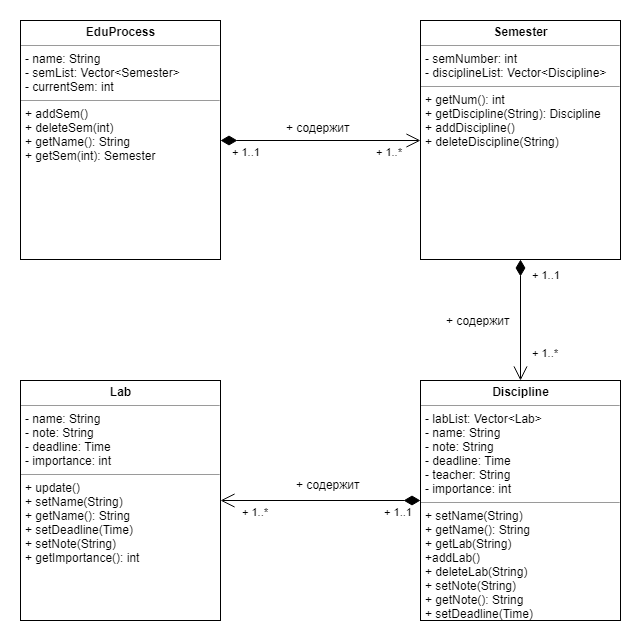 EduProcess
- name: String
- semList: Vector<Semester>
- currentSem: int
+ addSem()
+ deleteSem(int)
+ getName(): String
+ getSem(int): Semester
+ содержит
+ 1..1
+ 1..*
Semester
- semNumber: int
- disciplineList: Vector<Discipline>
+ getNum(): int
+ getDiscipline(String): Discipline
+ addDiscipline()
+ deleteDiscipline(String)
+ 1..1
+ содержит
+ 1..*
Lab
- name: String
- note: String
- deadline: Time
- importance: int
+ update()
+ setName(String)
+ getName(): String
+ setDeadline(Time)
+ setNote(String)
+ getImportance(): int
+ содержит
+ 1..*
+ 1..1
Discipline
- labList: Vector<Lab>
- name: String
- note: String
- deadline: Time
- teacher: String
- importance: int
+ setName(String)
+ getName(): String
+ getLab(String)
+addLab()
+ deleteLab(String)
+ setNote(String)
+ getNote(): String
+ setDeadline(Time)